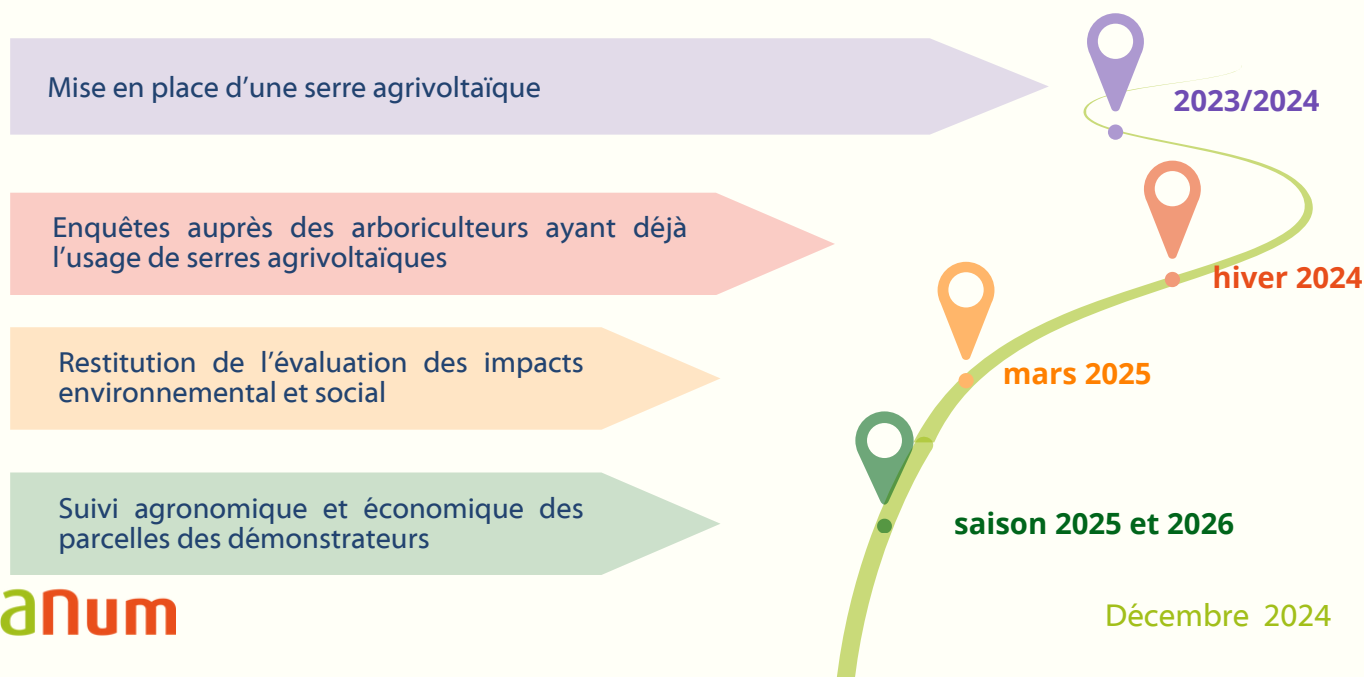 Mise en place d’une serre agrivoltaïque
2023/2024
Enquêtes auprès des arboriculteurs ayant déjà
l’usage de serres agrivoltaïques
hiver 2024
Restitution de l’évaluation des impacts
environnemental et social
mars 2025
Suivi agronomique et économique des
parcelles des démonstrateurs
saison 2025 et 2026
anum
Décembre 2024